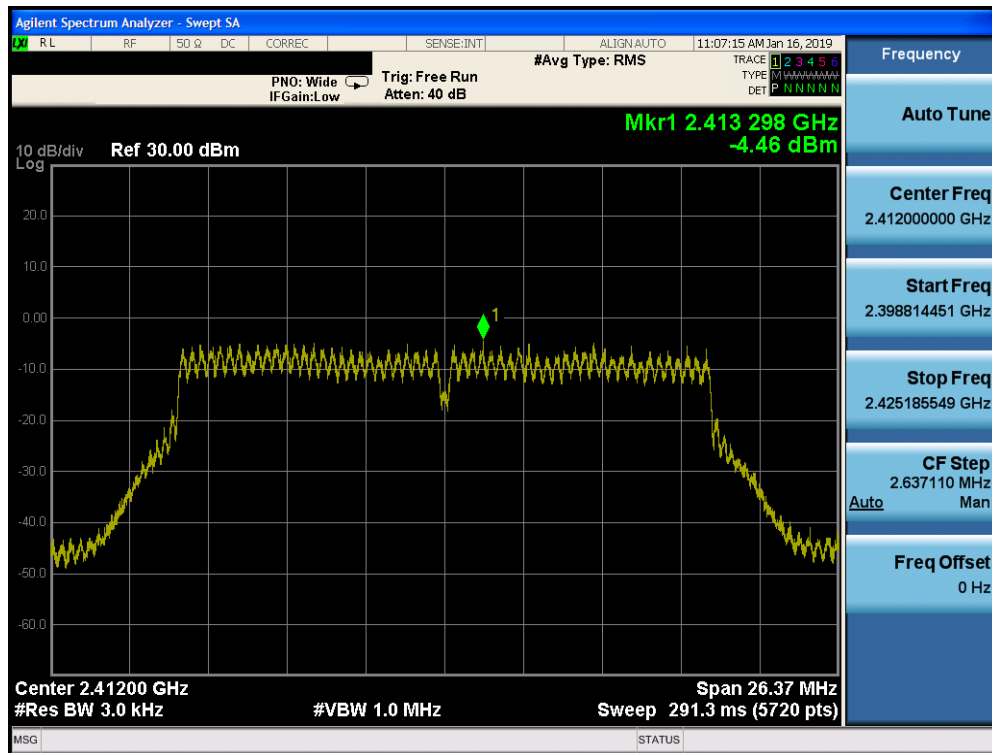 Agilent Spectrum Analyzer - Swept SA
LXI RL RF 50 Ω DC CORREC SENSE:INT ALIGN AUTO 11:07:15 AM Jan 16, 2019
#Avg Type: RMS TRACE 1 2 3 4 5 6
PNO: Wide Trig: Free Run TYPE M WWWWW
IFGain:Low Atten: 40 dB DET P N N N N N
Mkr1 2.413 298 GHz
-4.46 dBm
10 dB/div Ref 30.00 dBm
Log
20.0
10.0
0.00
1
-10.0
-20.0
-30.0
-40.0
-50.0
-60.0
Center 2.41200 GHz Span 26.37 MHz
#Res BW 3.0 kHz #VBW 1.0 MHz Sweep 291.3 ms (5720 pts)
MSG STATUS
Frequency
Auto Tune
Center Freq
2.412000000 GHz
Start Freq
2.398814451 GHz
Stop Freq
2.425185549 GHz
CF Step
2.637110 MHz
Auto Man
Freq Offset
0 Hz